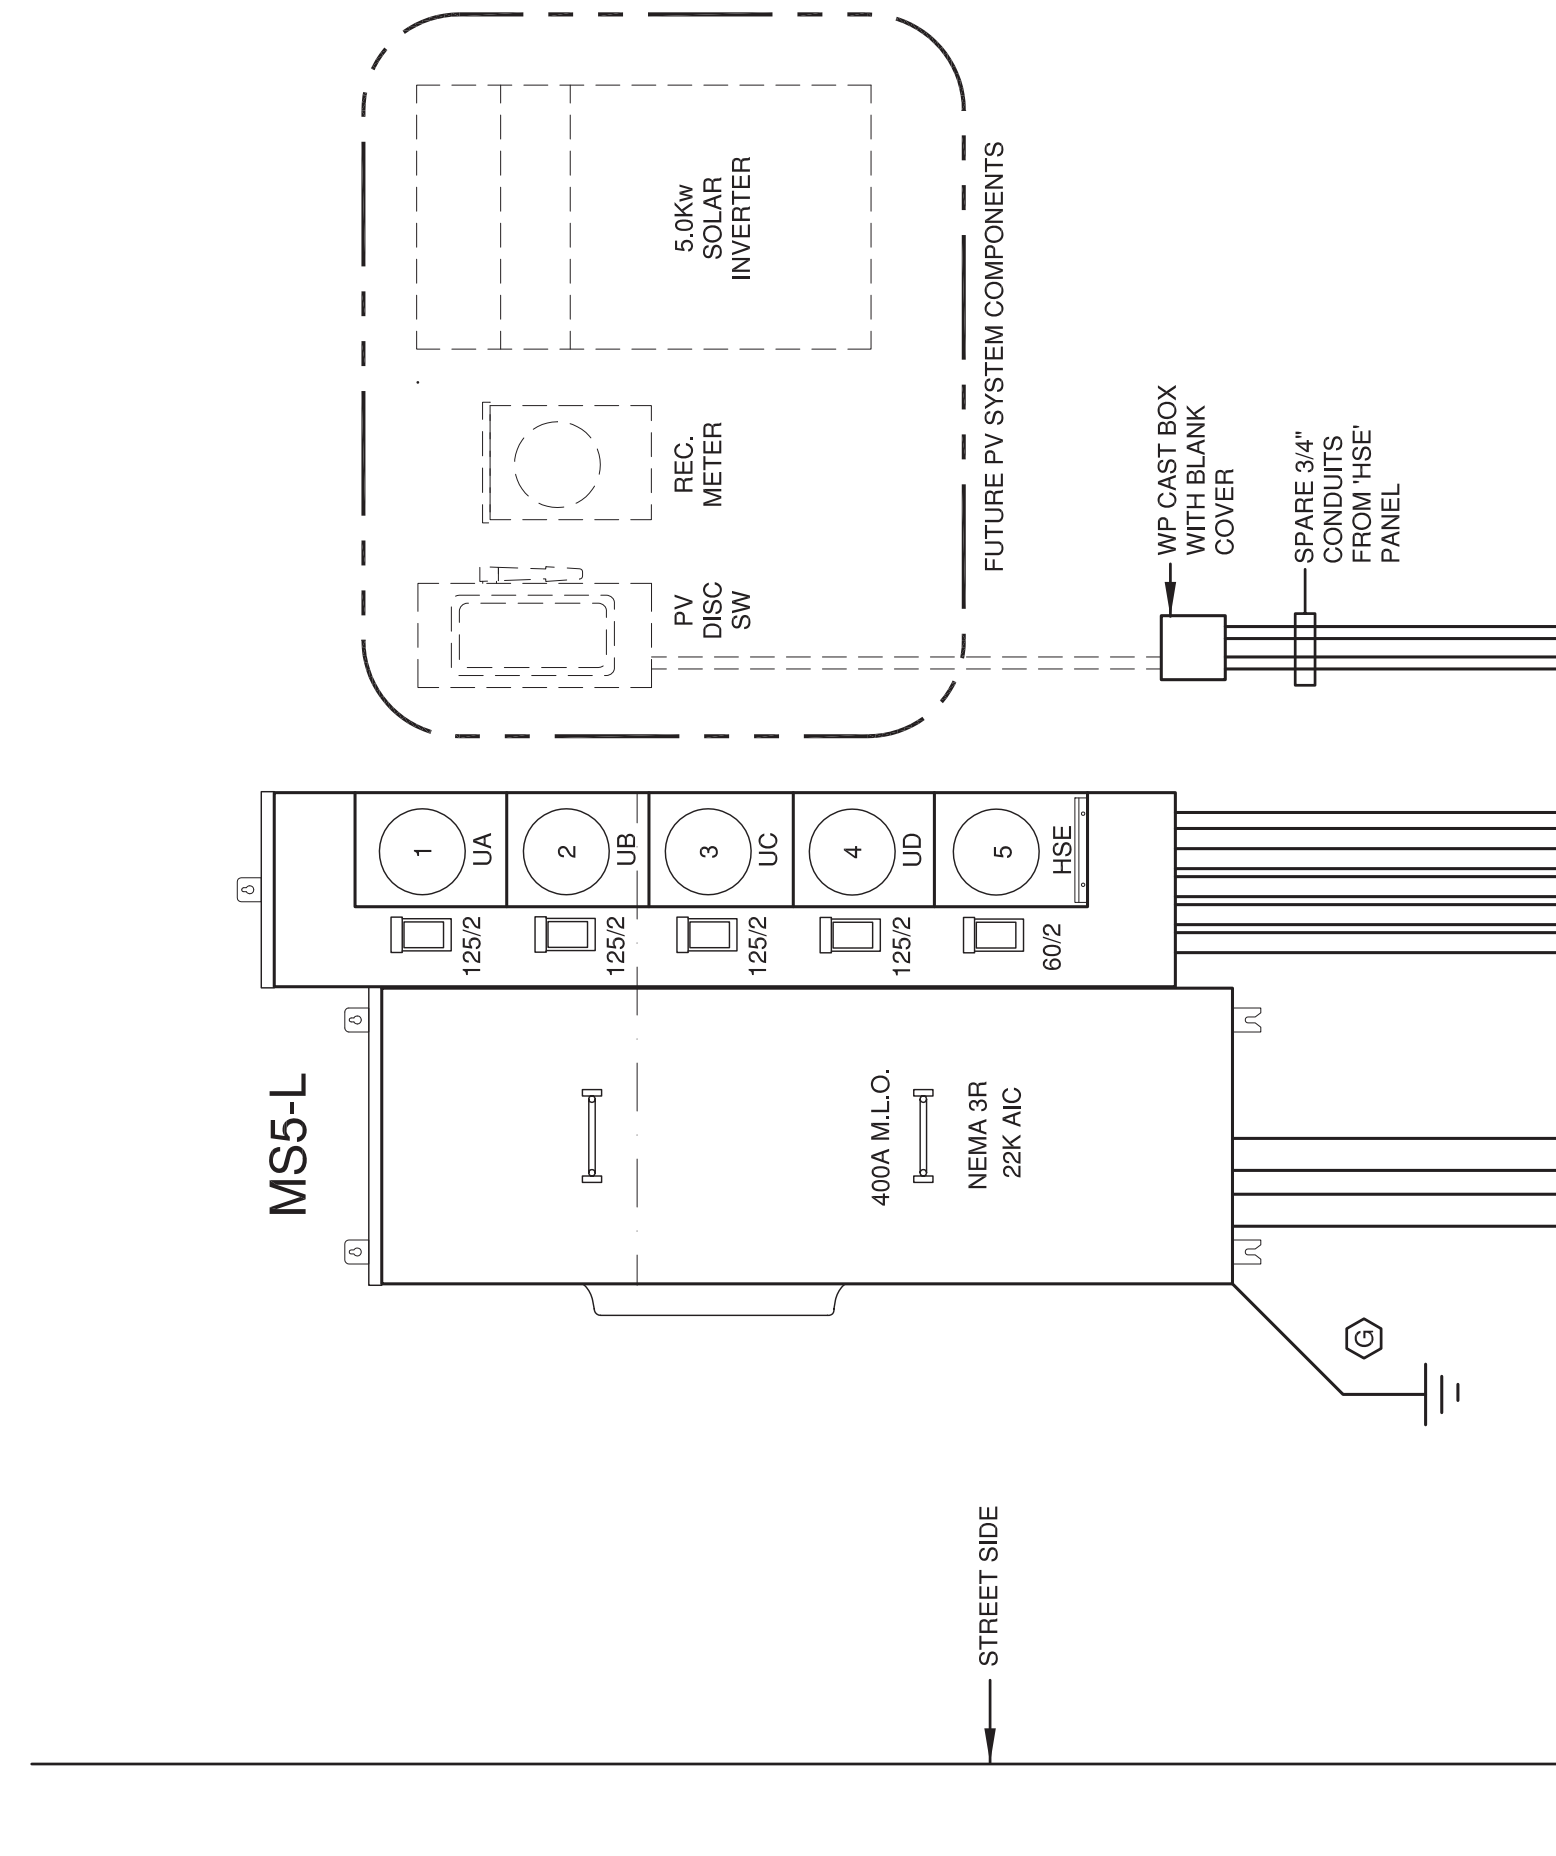 MS5-L
400A M.L.O.
NEMA 3R
22K AIC
125/2
125/2
125/2
125/2
60/2
1
UA
2
UB
3
UC
4
UD
5
HSE
PV
DISC
SW
REC.
METER
5.0Kw
SOLAR
INVERTER
FUTURE PV SYSTEM COMPONENTS
WP CAST BOX
WITH BLANK
COVER
SPARE 3/4"
CONDUITS
FROM 'HSE'
PANEL
STREET SIDE
G